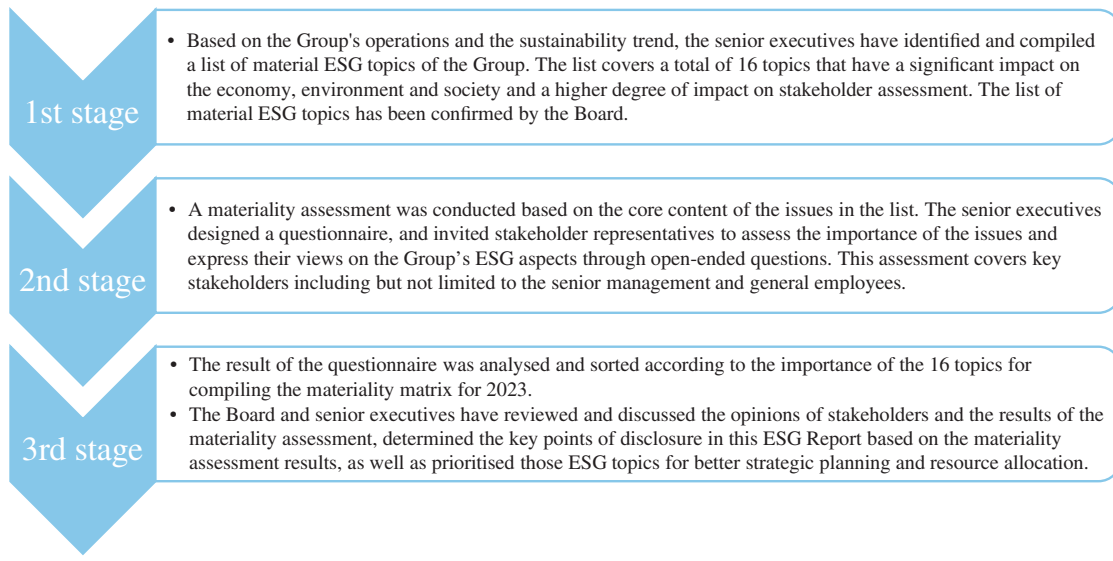 1st stage
• Based on the Group's operations and the sustainability trend, the senior executives have identified and compiled
a list of material ESG topics of the Group. The list covers a total of 16 topics that have a significant impact on
the economy, environment and society and a higher degree of impact on stakeholder assessment. The list of
material ESG topics has been confirmed by the Board.
2nd stage
• A materiality assessment was conducted based on the core content of the issues in the list. The senior executives
designed a questionnaire, and invited stakeholder representatives to assess the importance of the issues and
express their views on the Group’s ESG aspects through open-ended questions. This assessment covers key
stakeholders including but not limited to the senior management and general employees.
3rd stage
• The result of the questionnaire was analysed and sorted according to the importance of the 16 topics for
compiling the materiality matrix for 2023.
• The Board and senior executives have reviewed and discussed the opinions of stakeholders and the results of the
materiality assessment, determined the key points of disclosure in this ESG Report based on the materiality
assessment results, as well as prioritised those ESG topics for better strategic planning and resource allocation.